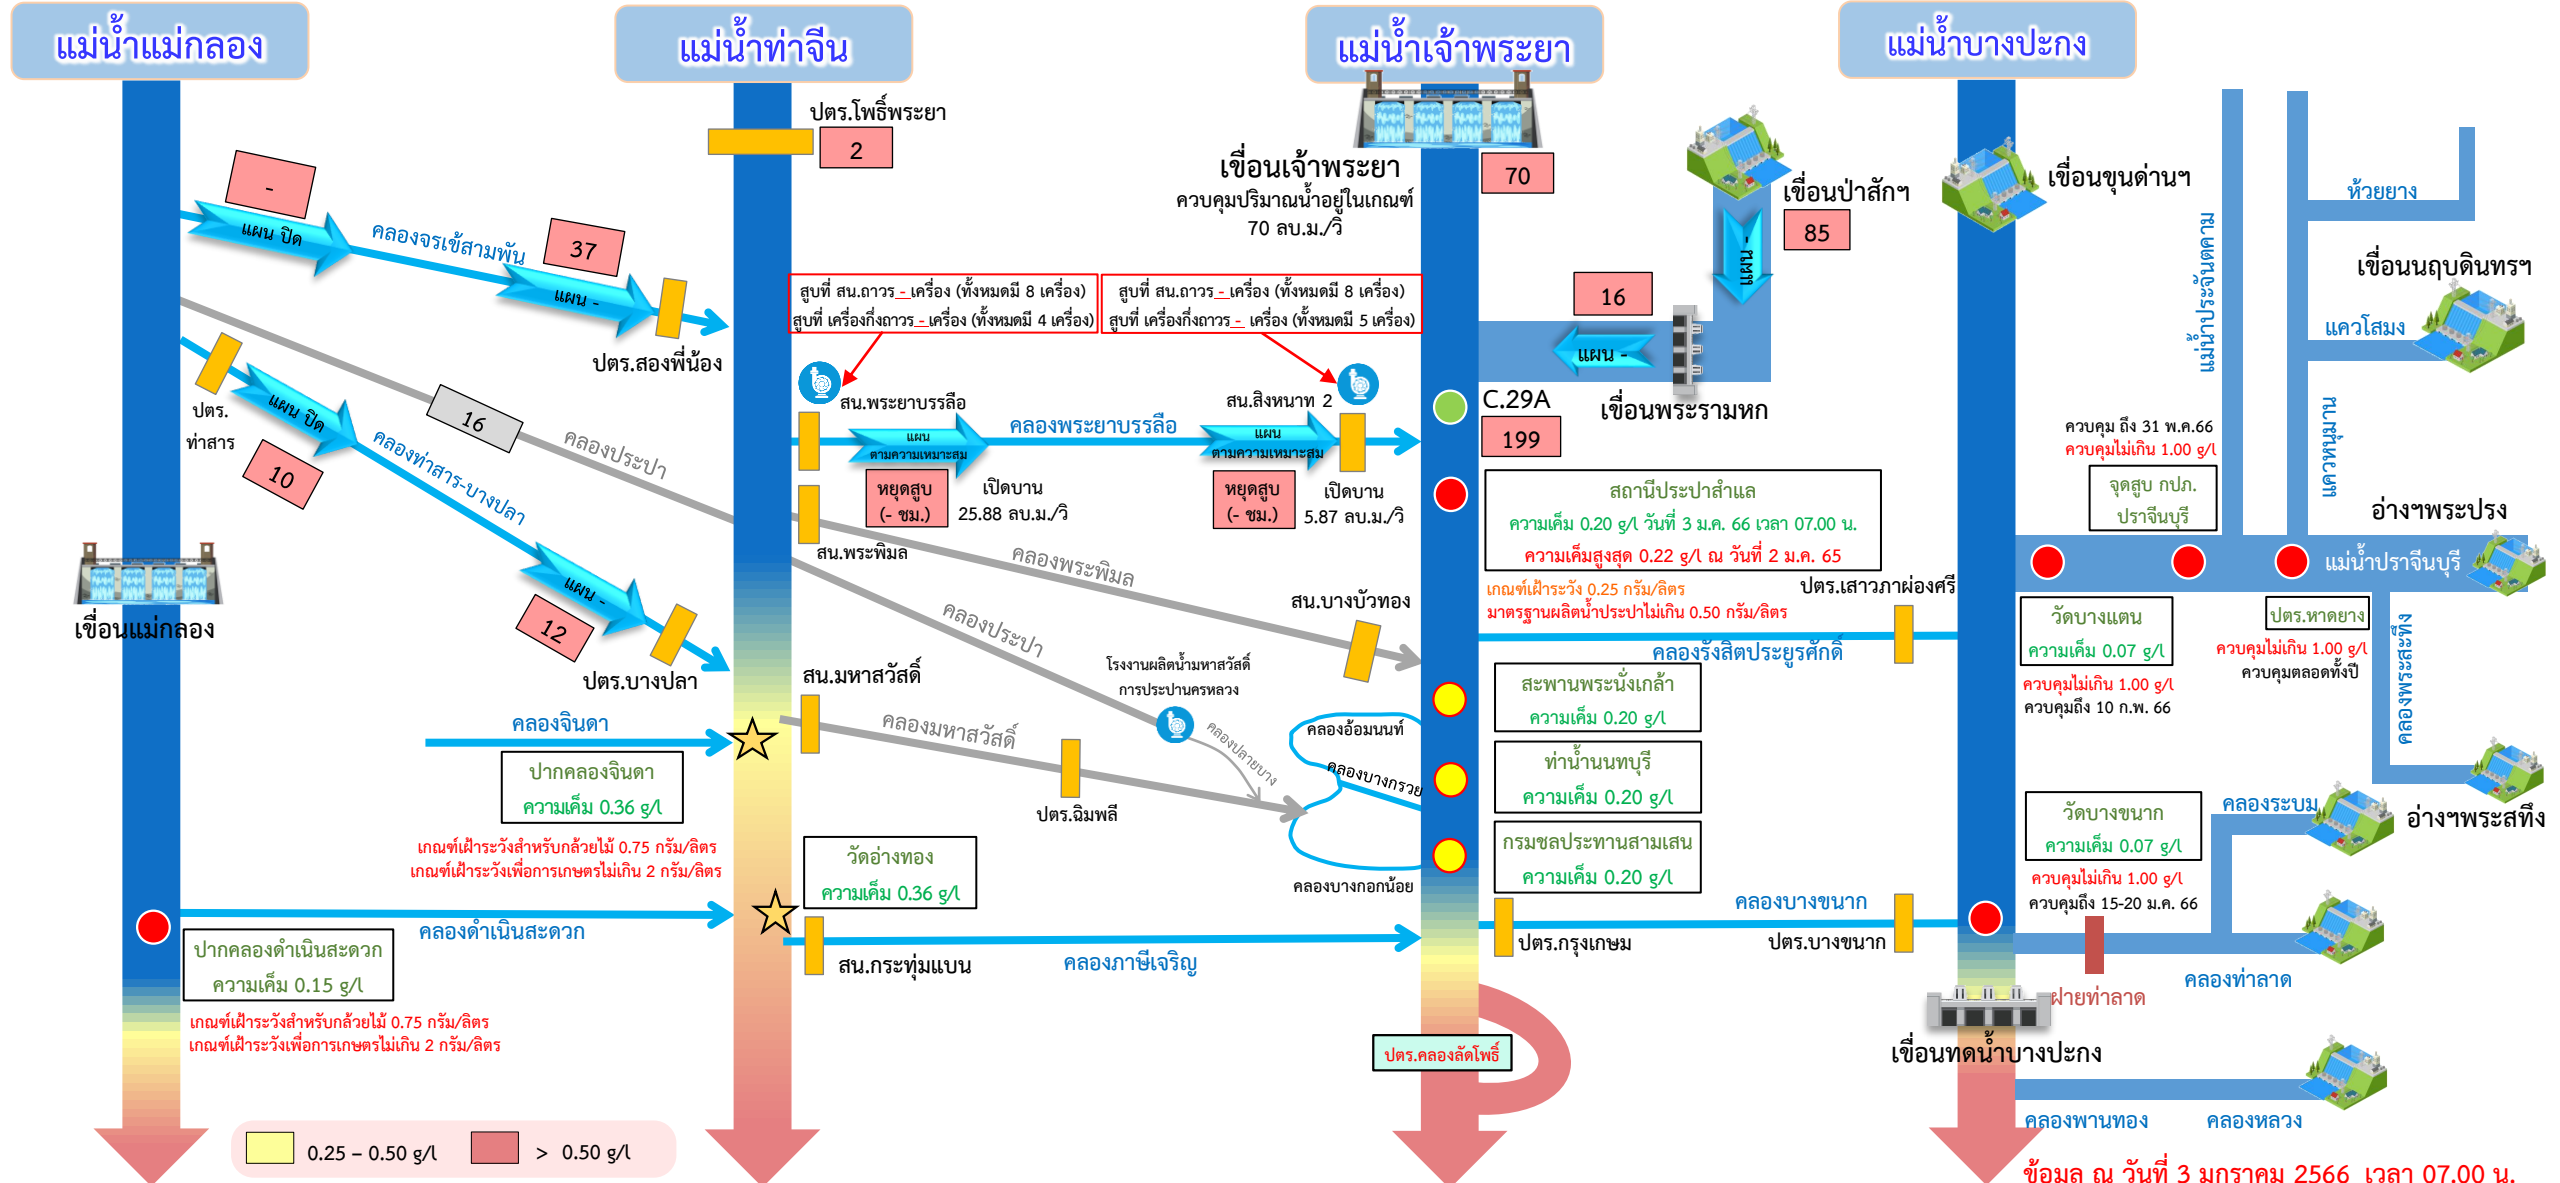 แม่น้ำแม่กลอง
แม่น้ำท่าจีน
แม่น้ำเจ้าพระยา
แม่น้ำบางปะกง
ปตร.โพธิ์พระยา
2
-
แผน ปิด
คลองจรเข้สามพัน
37
แผน -
ปตร.สองพี่น้อง
เขื่อนเจ้าพระยา
ควบคุมปริมาณน้ำอยู่ในเกณฑ์
70 ลบ.ม./วิ
70
เขื่อนป่าสักฯ
85
แผน -
16
แผน -
เขื่อนพระรามหก
เขื่อนขุนด่านฯ
แม่น้ำประจันตคาม
ห้วยยาง
เขื่อนนฤบดินทรฯ
แควโสมง
แควหนุมาน
สูบที่ สน.ถาวร - เครื่อง (ทั้งหมดมี 8 เครื่อง)
สูบที่ เครื่องกึ่งถาวร - เครื่อง (ทั้งหมดมี 4 เครื่อง)
สูบที่ สน.ถาวร - เครื่อง (ทั้งหมดมี 8 เครื่อง)
สูบที่ เครื่องกึ่งถาวร - เครื่อง (ทั้งหมดมี 5 เครื่อง)
ปตร.
ท่าสาร
แผน ปิด
10
16
คลองประปา
คลองท่าสาร-บางปลา
แผน -
12
ปตร.บางปลา
เขื่อนแม่กลอง
สน.พระยาบรรลือ
แผน
ตามความเหมาะสม
คลองพระยาบรรลือ
สน.สิงหนาท 2
แผน
ตามความเหมาะสม
หยุดสูบ
(- ชม.)
เปิดบาน
25.88 ลบ.ม./วิ
หยุดสูบ
(- ชม.)
เปิดบาน
5.87 ลบ.ม./วิ
C.29A
199
สน.พระพิมล
คลองพระพิมล
สน.บางบัวทอง
คลองประปา
สถานีประปาสำแล
ความเค็ม 0.20 g/l วันที่ 3 ม.ค. 66 เวลา 07.00 น.
ความเค็มสูงสุด 0.22 g/l ณ วันที่ 2 ม.ค. 65
เกณฑ์เฝ้าระวัง 0.25 กรัม/ลิตร
มาตรฐานผลิตน้ำประปาไม่เกิน 0.50 กรัม/ลิตร
ปตร.เสาวภาผ่องศรี
คลองรังสิตประยูรศักดิ์
ควบคุม ถึง 31 พ.ค.66
ควบคุมไม่เกิน 1.00 g/l
จุดสูบ กปภ.
ปราจีนบุรี
อ่างฯพระปรง
แม่น้ำปราจีนบุรี
วัดบางแตน
ความเค็ม 0.07 g/l
ควบคุมไม่เกิน 1.00 g/l
ควบคุมถึง 10 ก.พ. 66
ปตร.หาดยาง
ควบคุมไม่เกิน 1.00 g/l
ควบคุมตลอดทั้งปี
คลองพระสะทึง
อ่างฯพระสทึง
สน.มหาสวัสดิ์
คลองมหาสวัสดิ์
ปตร.ฉิมพลี
โรงงานผลิตน้ำมหาสวัสดิ์
การประปานครหลวง
คลองปลายบาง
คลองอ้อมนนท์
คลองบางกรวย
คลองบางกอกน้อย
สะพานพระนั่งเกล้า
ความเค็ม 0.20 g/l
ท่าน้ำนนทบุรี
ความเค็ม 0.20 g/l
กรมชลประทานสามเสน
ความเค็ม 0.20 g/l
คลองจินดา
ปากคลองจินดา
ความเค็ม 0.36 g/l
เกณฑ์เฝ้าระวังสำหรับกล้วยไม้ 0.75 กรัม/ลิตร
เกณฑ์เฝ้าระวังเพื่อการเกษตรไม่เกิน 2 กรัม/ลิตร
วัดอ่างทอง
ความเค็ม 0.36 g/l
คลองดำเนินสะดวก
ปากคลองดำเนินสะดวก
ความเค็ม 0.15 g/l
เกณฑ์เฝ้าระวังสำหรับกล้วยไม้ 0.75 กรัม/ลิตร
เกณฑ์เฝ้าระวังเพื่อการเกษตรไม่เกิน 2 กรัม/ลิตร
สน.กระทุ่มแบน
คลองภาษีเจริญ
ปตร.กรุงเกษม
คลองบางขนาก
ปตร.บางขนาก
วัดบางขนาก
ความเค็ม 0.07 g/l
ควบคุมไม่เกิน 1.00 g/l
ควบคุมถึง 15-20 ม.ค. 66
คลองระบม
คลองท่าลาด
ฝายท่าลาด
เขื่อนทดน้ำบางปะกง
ปตร.คลองลัดโพธิ์
คลองพานทอง
คลองหลวง
0.25 – 0.50 g/l
> 0.50 g/l
ข้อมูล ณ วันที่ 3 มกราคม 2566 เวลา 07.00 น.